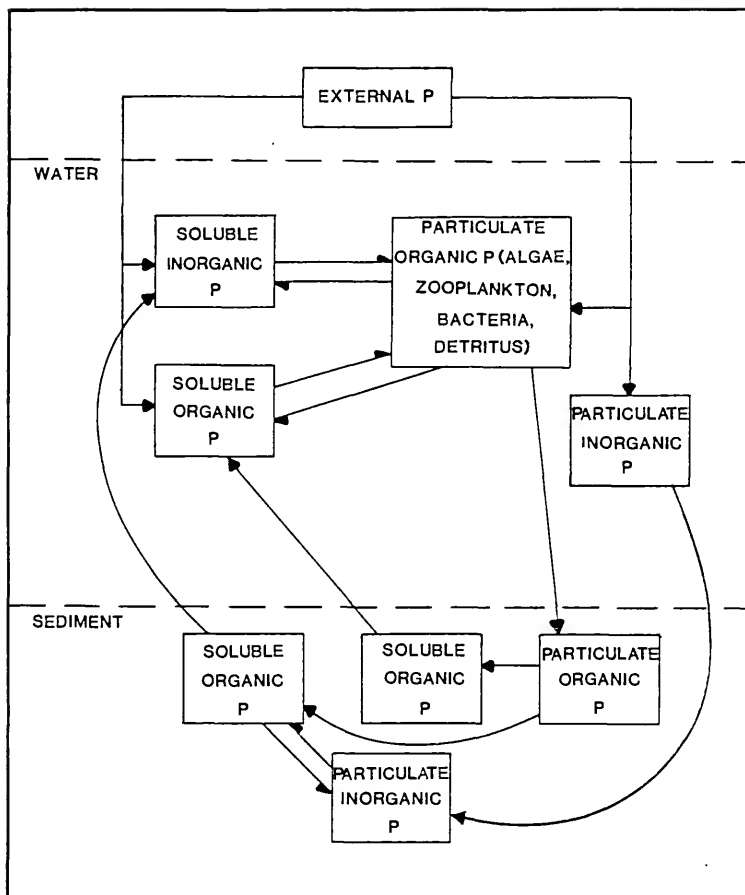 EXTERNAL P
WATER
SOLUBLE
INORGANIC
P
PARTICULATE
ORGANIC P (ALGAE,
ZOOPLANKTON,
BACTERIA,
DETRITUS)
SOLUBLE
ORGANIC
P
PARTICULATE
INORGANIC
P
SEDIMENT
SOLUBLE
ORGANIC
P
SOLUBLE
ORGANIC
P
PARTICULATE
ORGANIC
P
PARTICULATE
INORGANIC
P